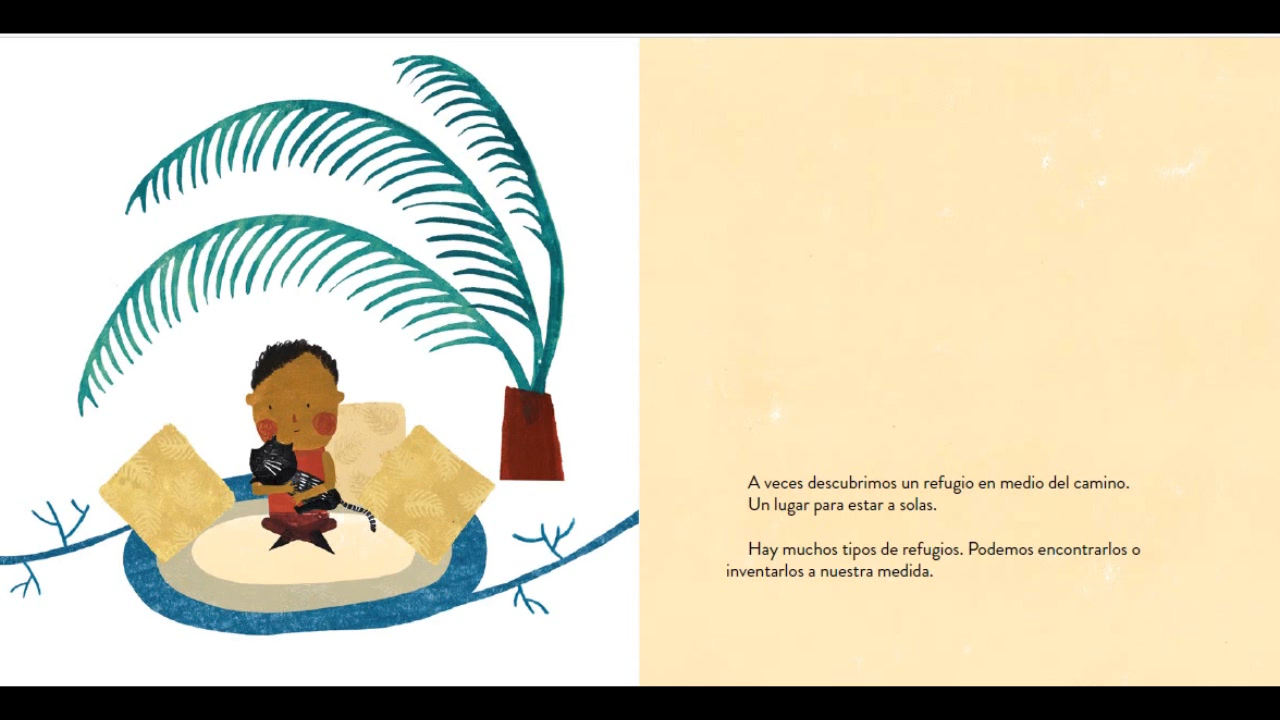 A veces descubrimos un refugio en medio del camino.
Un lugar para estar a solas.
Hay muchos tipos de refugios. Podemos encontrarlos o
inventarlos a nuestra medida.